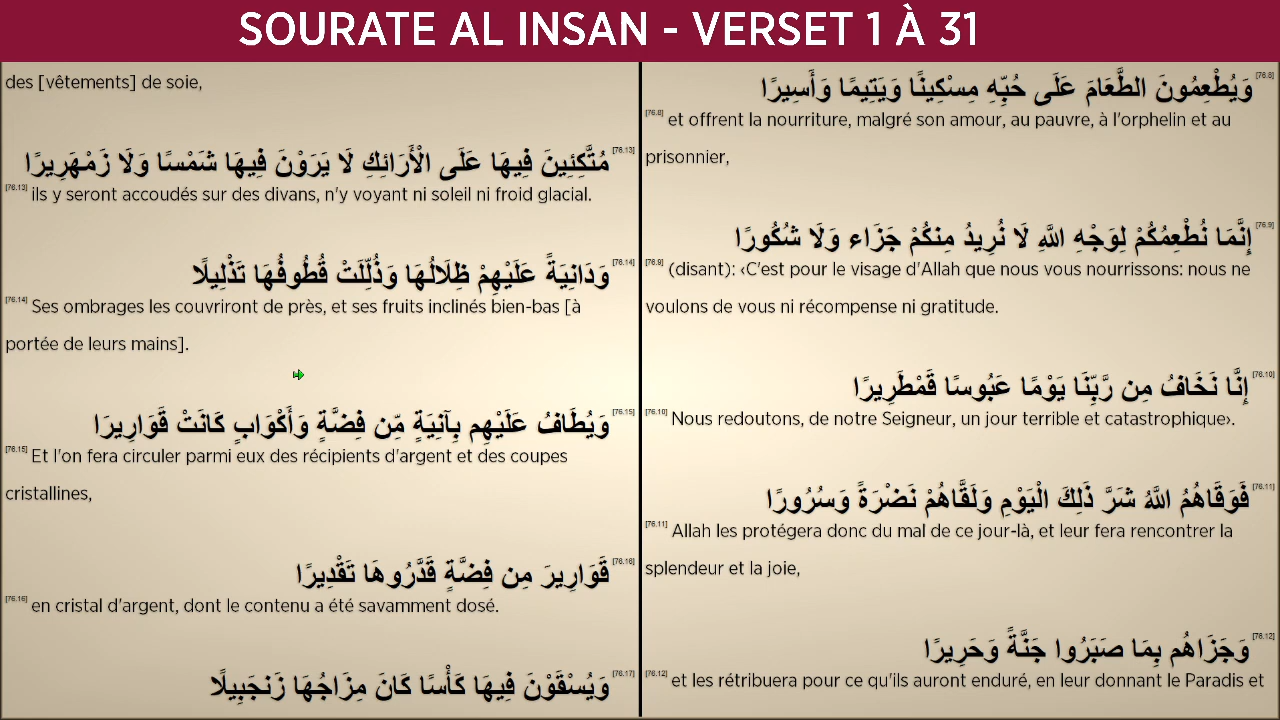 SOURATE AL INSAN - VERSET 1 À 31
[76.8] وَيُطْعِمُونَ الطَّعَامَ عَلَى حُبِّهِ مِسْكِينًا وَيَتِيمًا وَأَسِيرًا
[76.8] et offrent la nourriture, malgré son amour, au pauvre, à l'orphelin et au
prisonnier,
[76.9] إِنَّمَا نُطْعِمُكُمْ لِوَجْهِ اللَّهِ لَا نُرِيدُ مِنكُمْ جَزَاء وَلَا شُكُورًا
[76.9] (disant): ‹C'est pour le visage d'Allah que nous vous nourrissons: nous ne
voulons de vous ni récompense ni gratitude.
[76.10] إِنَّا نَخَافُ مِن رَّبِّنَا يَوْمًا عَبُوسًا قَمْطَرِيرًا
[76.10] Nous redoutons, de notre Seigneur, un jour terrible et catastrophique›.
[76.11] فَوَقَاهُمُ اللَّهُ شَرَّ ذَلِكَ الْيَوْمِ وَلَقَّاهُمْ نَضْرَةً وَسُرُورًا
[76.11] Allah les protégera donc du mal de ce jour-là, et leur fera rencontrer la
splendeur et la joie,
[76.12] وَجَزَاهُم بِمَا صَبَرُوا جَنَّةً وَحَرِيرًا
[76.12] et les rétribuera pour ce qu'ils auront enduré, en leur donnant le Paradis et
des [vêtements] de soie,
[76.13] مُتَّكِئِينَ فِيهَا عَلَى الْأَرَائِكِ لَا يَرَوْنَ فِيهَا شَمْسًا وَلَا زَمْهَرِيرًا
[76.13] ils y seront accoudés sur des divans, n'y voyant ni soleil ni froid glacial.
[76.14] وَدَانِيَةً عَلَيْهِمْ ظِلَالُهَا وَذُلِّلَتْ قُطُوفُهَا تَذْلِيلًا
[76.14] Ses ombrages les couvriront de près, et ses fruits inclinés bien-bas [à
portée de leurs mains].
[76.15] وَيُطَافُ عَلَيْهِم بِآنِيَةٍ مِّن فِضَّةٍ وَأَكْوَابٍ كَانَتْ قَوَارِيرَا
[76.15] Et l'on fera circuler parmi eux des récipients d'argent et des coupes
cristallines,
[76.16] قَوَارِيرَ مِن فِضَّةٍ قَدَّرُوهَا تَقْدِيرًا
[76.16] en cristal d'argent, dont le contenu a été savamment dosé.
[76.17] وَيُسْقَوْنَ فِيهَا كَأْسًا كَانَ مِزَاجُهَا زَنجَبِيلًا